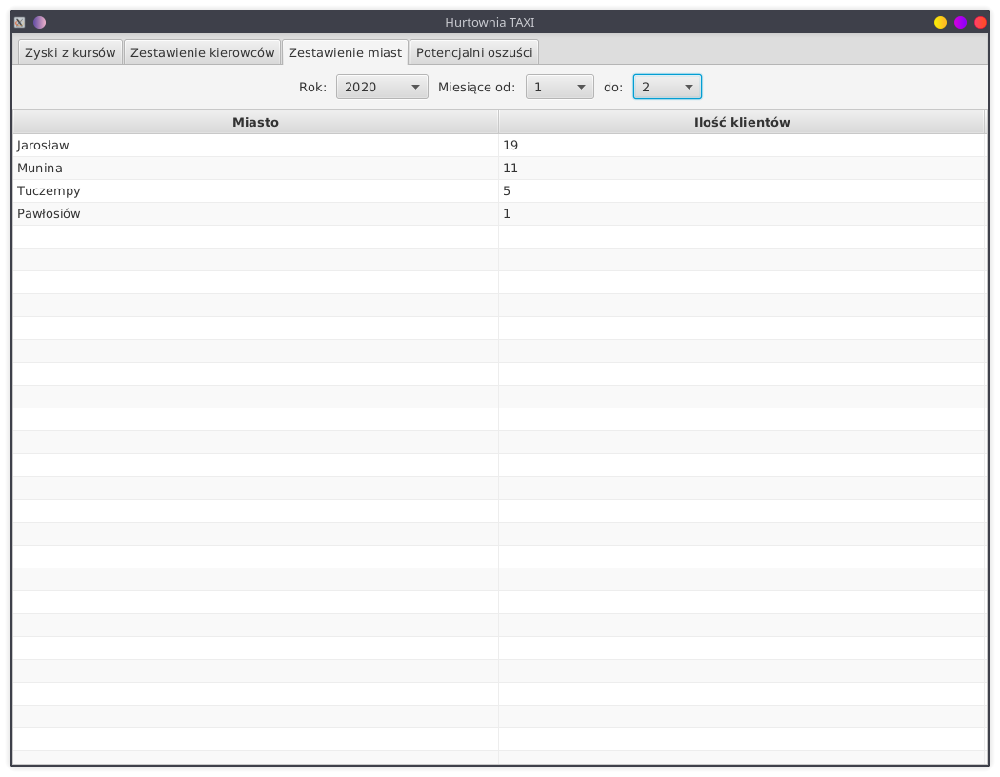 Hurtownia TAXI
Zyski z kursów Zestawienie kierowców Zestawienie miast Potencjalni oszuści
Rok: 2020 Miesiące od: 1 do: 2
Miasto Ilość klientów
Jarosław 19
Munina 11
Tuczempy 5
Pawłosiów 1